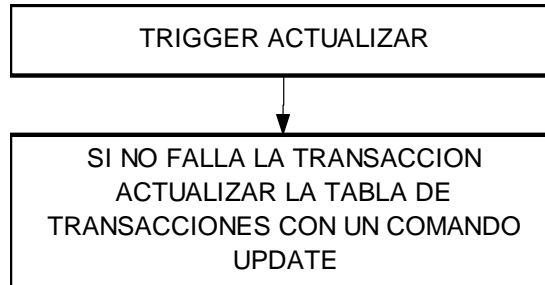 TRIGGER ACTUALIZAR
SI NO FALLA LA TRANSACCION
ACTUALIZAR LA TABLA DE
TRANSACCIONES CON UN COMANDO
UPDATE